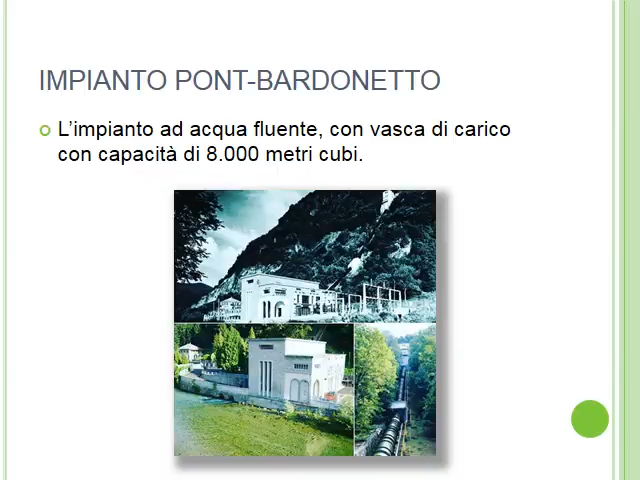 IMPIANTO PONT-BARDONETTO
L’impianto ad acqua fluente, con vasca di carico
con capacità di 8.000 metri cubi.